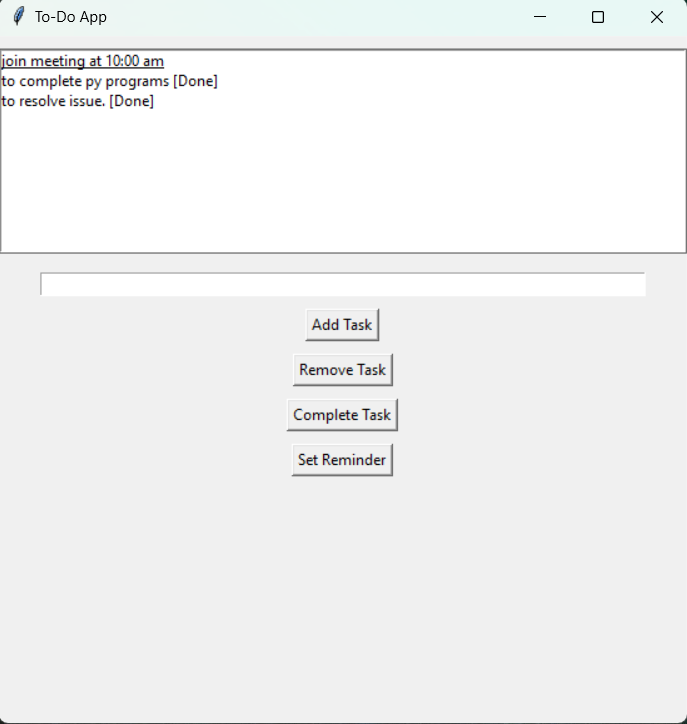 To-Do App
join meeting at 10:00 am
to complete py programs [Done]
to resolve issue. [Done]
Add Task
Remove Task
Complete Task
Set Reminder